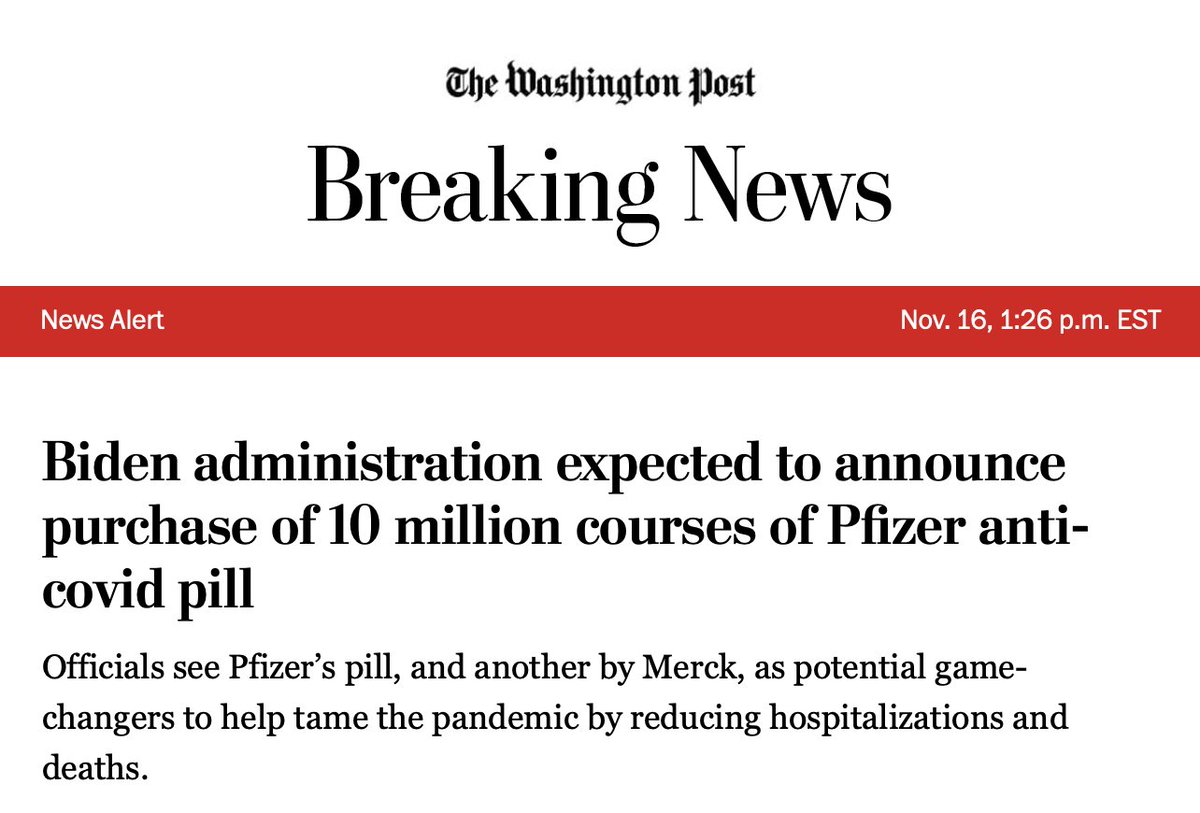 The Washington Post
Breaking News
News Alert
Nov. 16, 1:26 p.m. EST
Biden administration expected to announce
purchase of 10 million courses of Pfizer anti-
covid pill
Officials see Pfizer’s pill, and another by Merck, as potential game-
changers to help tame the pandemic by reducing hospitalizations and
deaths.